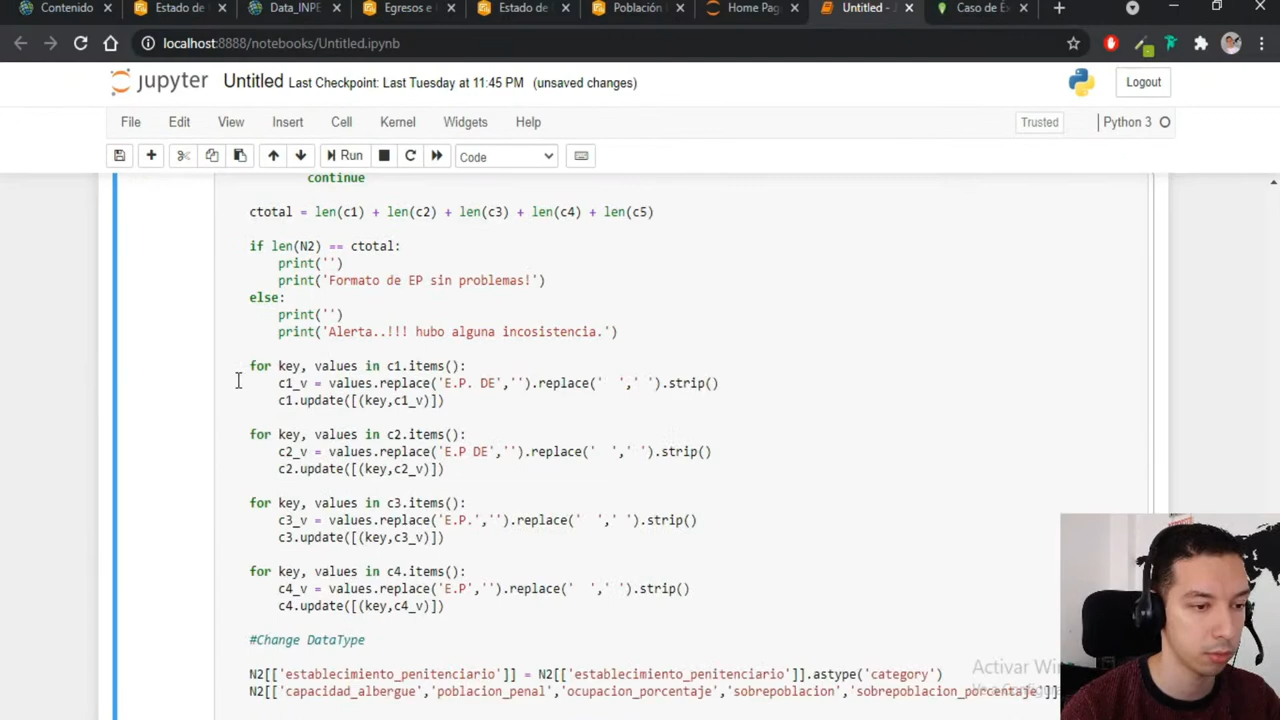 Contenido
Estado de
Data_INPE
Egresos e
Estado de
Población
Home Pag
Untitled - J
Caso de Éx
localhost:8888/notebooks/Untitled.ipynb
jupyter Untitled Last Checkpoint: Last Tuesday at 11:45 PM (unsaved changes)
Logout
File Edit View Insert Cell Kernel Widgets Help
Trusted
Python 3
Run
Code
continue
ctotal = len(c1) + len(c2) + len(c3) + len(c4) + len(c5)
if len(N2) == ctotal:
print('')
print('Formato de EP sin problemas!')
else:
print('')
print('Alerta..!!! hubo alguna incosistencia.')
for key, values in c1.items():
c1_v = values.replace('E.P. DE','').replace('  ',' ').strip()
c1.update([(key,c1_v)])
for key, values in c2.items():
c2_v = values.replace('E.P DE','').replace('  ',' ').strip()
c2.update([(key,c2_v)])
for key, values in c3.items():
c3_v = values.replace('E.P.','').replace('  ',' ').strip()
c3.update([(key,c3_v)])
for key, values in c4.items():
c4_v = values.replace('E.P','').replace('  ',' ').strip()
c4.update([(key,c4_v)])
#Change DataType
Activar Win
N2[['establecimiento_penitenciario']] = N2[['establecimiento_penitenciario']].astype('category')
N2[['capacidad_albergue','poblacion_penal','ocupacion_porcentaje','sobrepoblacion','sobrepoblacion_porcentaje']]